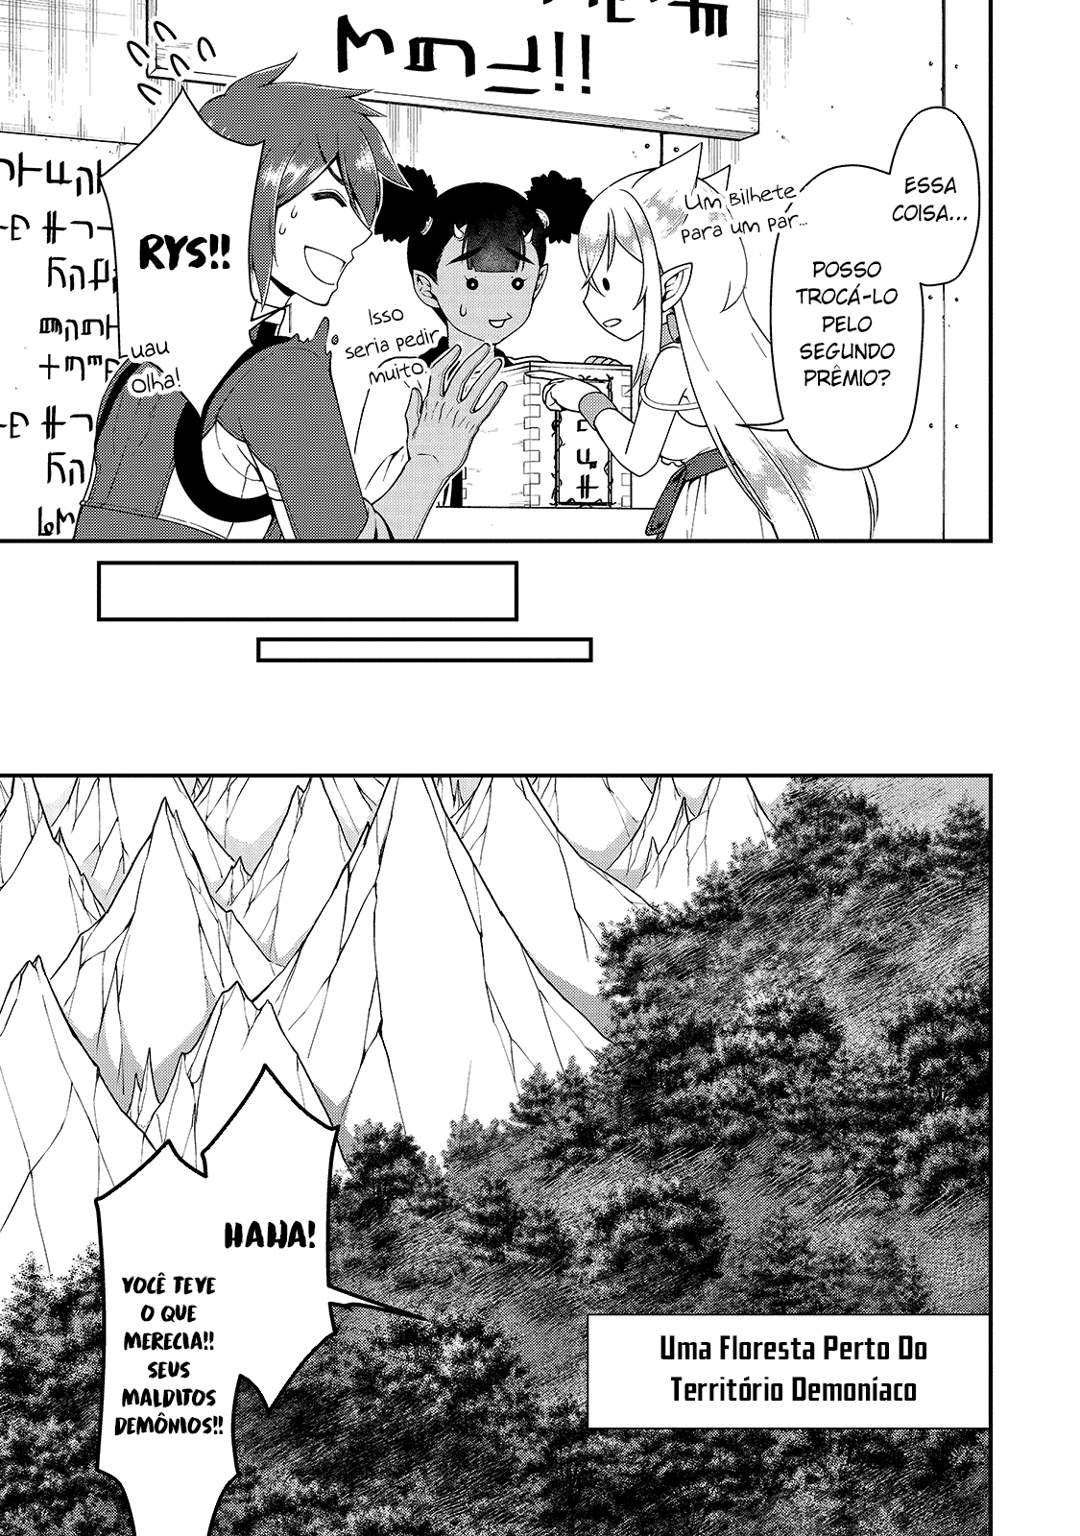 ESSA
COISA...
POSSO
TROCÁ-LO
PELO
SEGUNDO
PRÊMIO?
Um Bilhete
para um par...
Isso
seria pedir
muito
RYS!!
uau
olha!
HAHA!
VOCÊ TEVE
O QUE
MERECIA!!
SEUS
MALDITOS
DEMÔNIOS!!
Uma Floresta Perto Do
Território Demoníaco